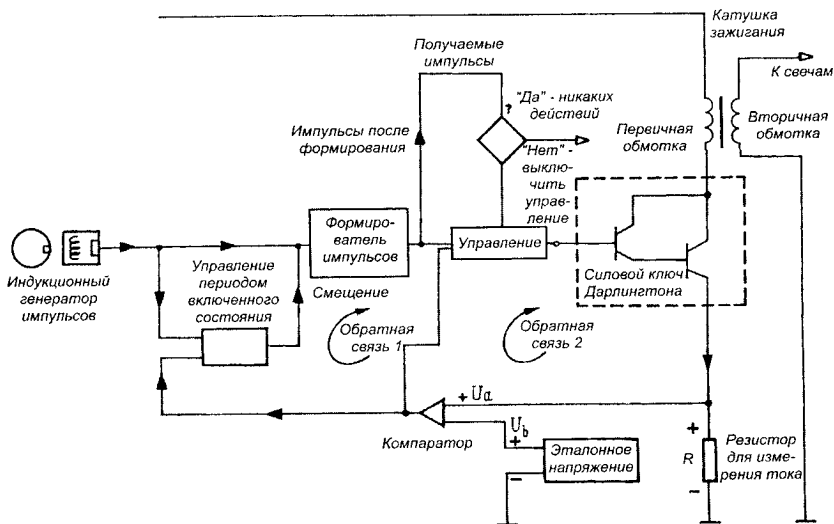 Катушка
зажигания
К свечам
Получаемые
импульсы
?
"Да" - никаких
действий
Первичная
обмотка
Вторичная
обмотка
Импульсы после
формирования
"Нет" -
выклю-
чить
управ-
ление
Формиро-
ватель
импульсов
Управление
Индукционный
генератор
импульсов
Управление
периодом
включенного
состояния
Смещение
Силовой ключ
Дарлингтона
Обратная
связь 1
Обратная
связь 2
+ Ua
Ub
+
Компаратор
Эталонное
напряжение
-
+
R
-
Резистор
для изме-
рения тока